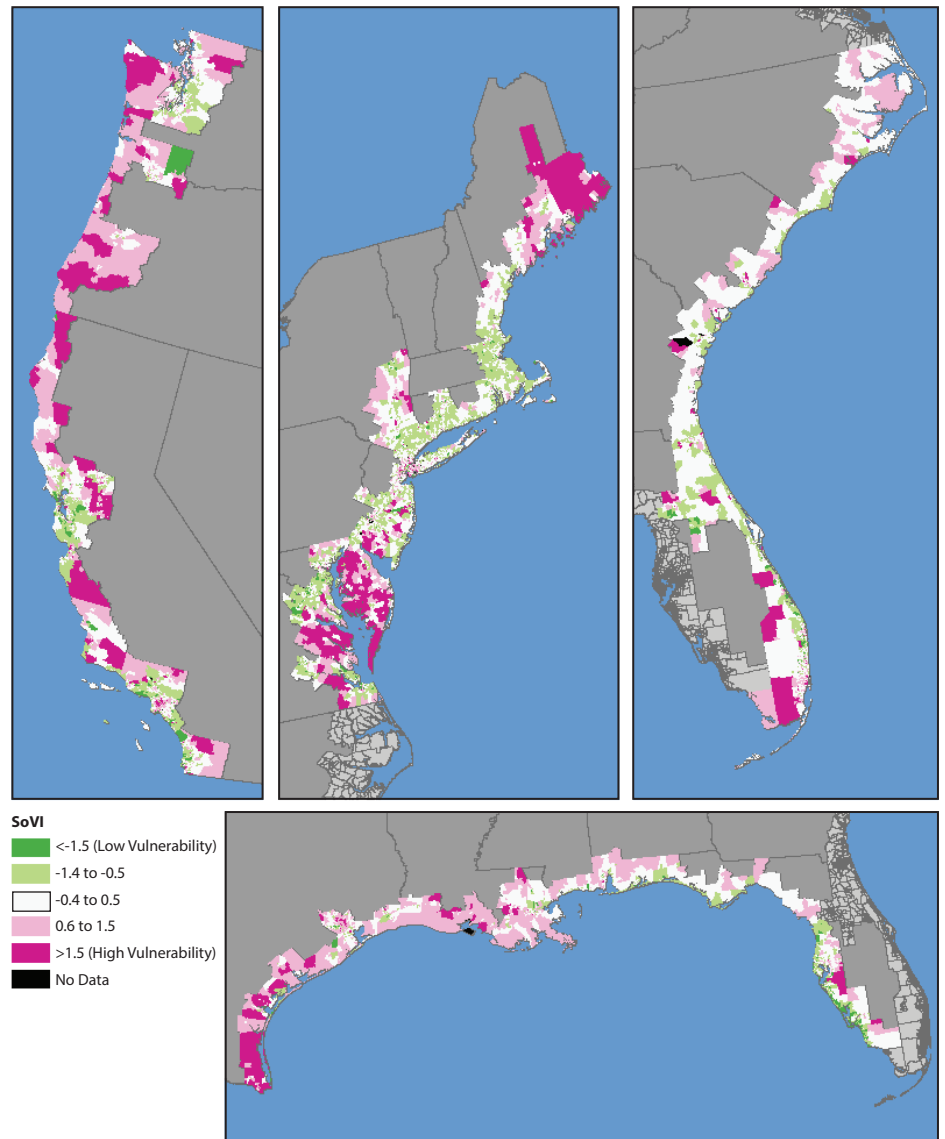 SoVI
<-1.5 (Low Vulnerability)
-1.4 to -0.5
-0.4 to 0.5
0.6 to 1.5
>1.5 (High Vulnerability)
No Data